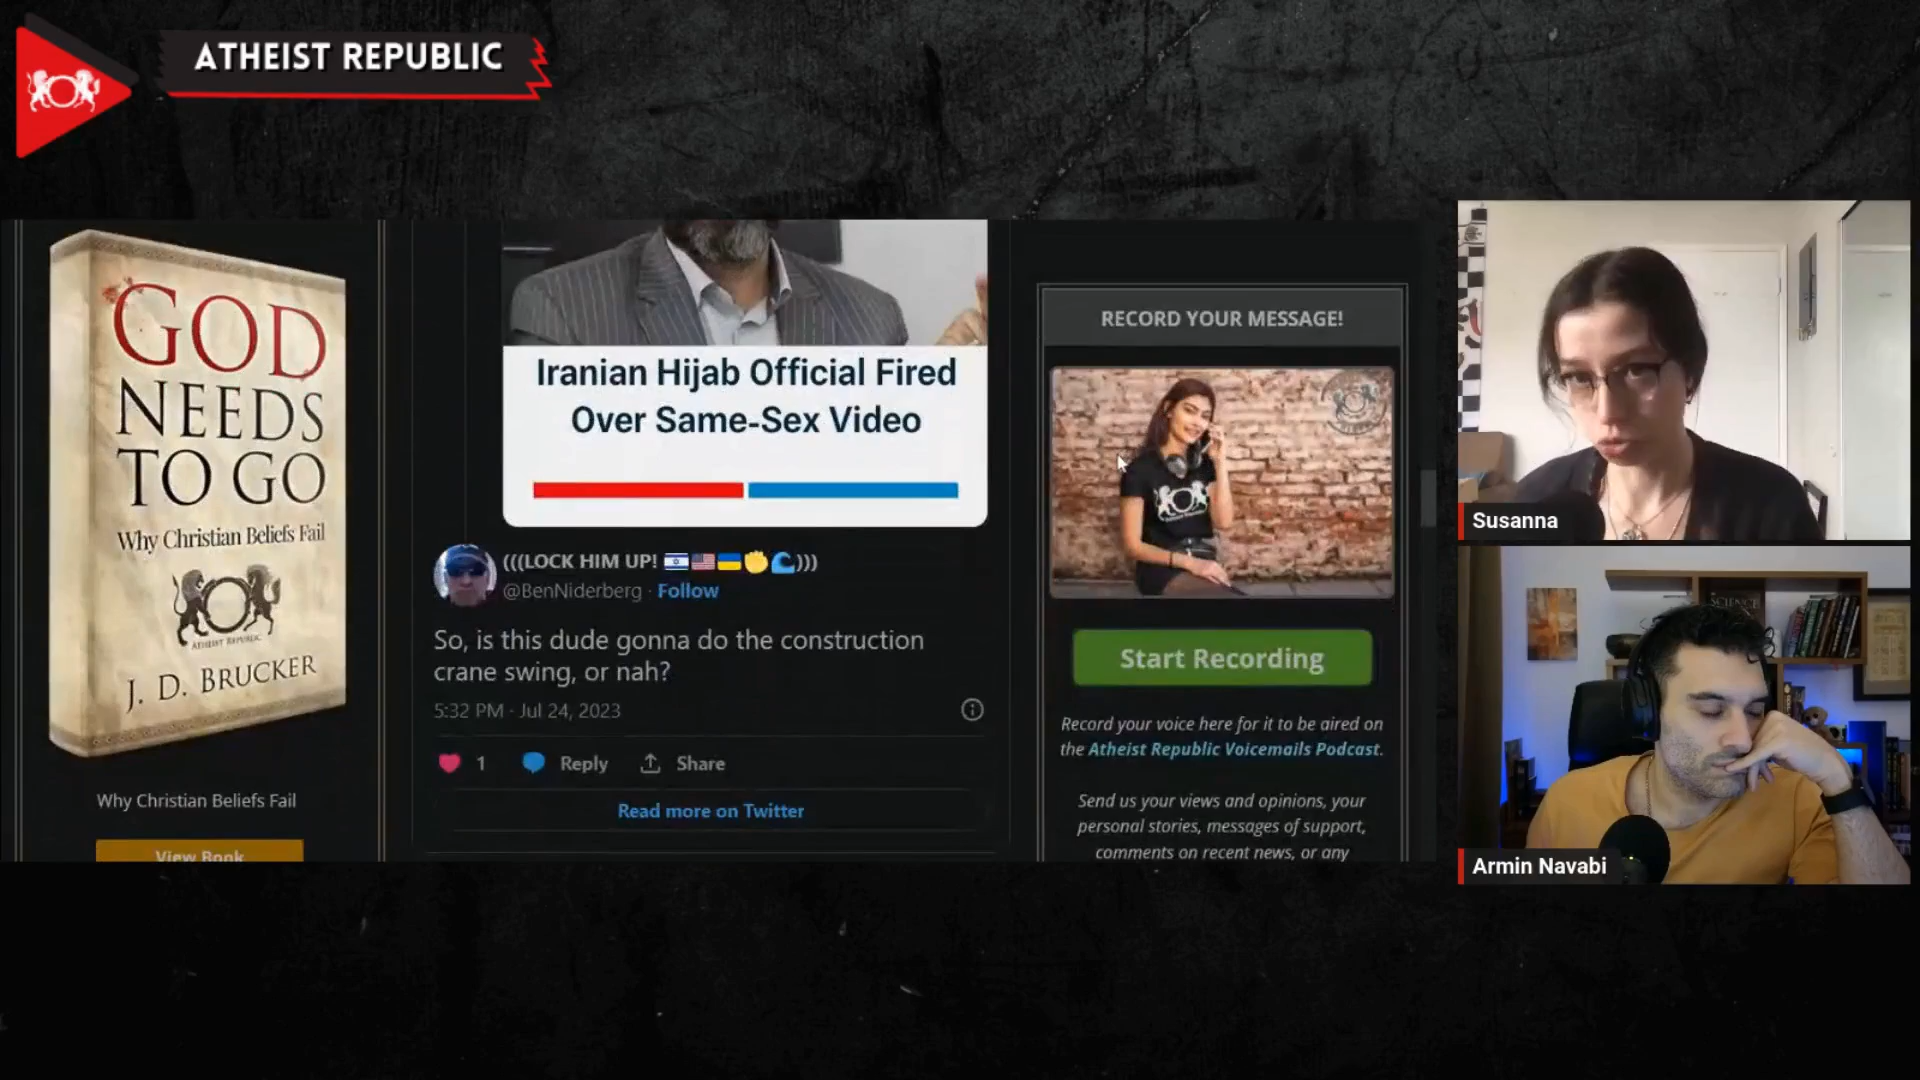 ATHEIST REPUBLIC
GOD
NEEDS
TO GO
Why Christian Beliefs Fail
ATHEIST REPUBLIC
J. D. BRUCKER
Why Christian Beliefs Fail
View Book
Iranian Hijab Official Fired
Over Same-Sex Video
(((LOCK HIM UP! 🇮🇱🇺🇸🇺🇦✊🌊)))
@BenNiderberg · Follow
So, is this dude gonna do the construction
crane swing, or nah?
5:32 PM · Jul 24, 2023
1 Reply Share
Read more on Twitter
RECORD YOUR MESSAGE!
Start Recording
Record your voice here for it to be aired on
the Atheist Republic Voicemails Podcast.
Send us your views and opinions, your
personal stories, messages of support,
comments on recent news, or any
Susanna
SCIENCE
Armin Navabi